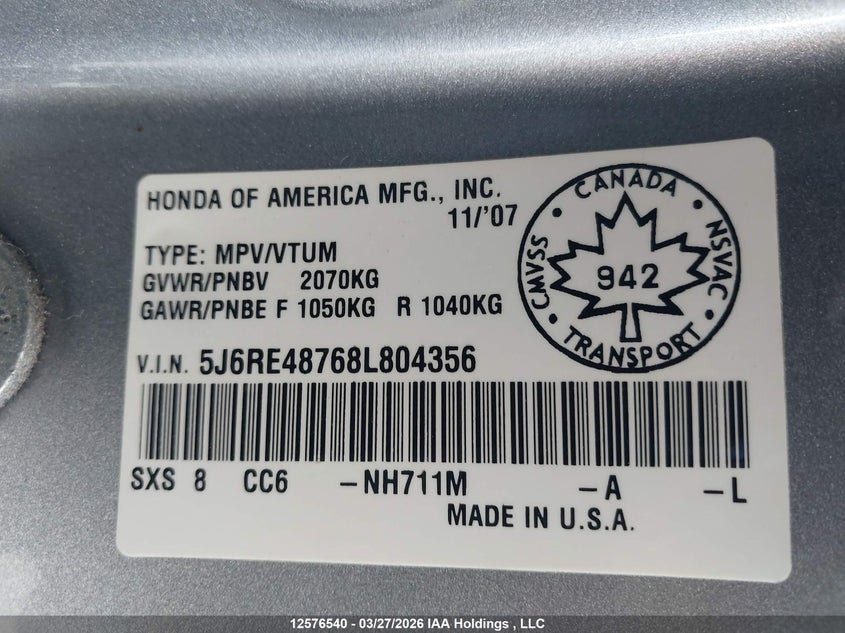 HONDA OF AMERICA MFG., INC.
11/'07
TYPE: MPV/VTUM
GVWR/PNBV 2070KG
GAWR/PNBE F 1050KG R 1040KG
V.I.N. 5J6RE48768L804356
SXS 8 CC6 -NH711M -A -L
MADE IN U.S.A.
CANADA
CMVSS • 942 • NSVAC
TRANSPORT
12576540 - 03/27/2026 IAA Holdings , LLC